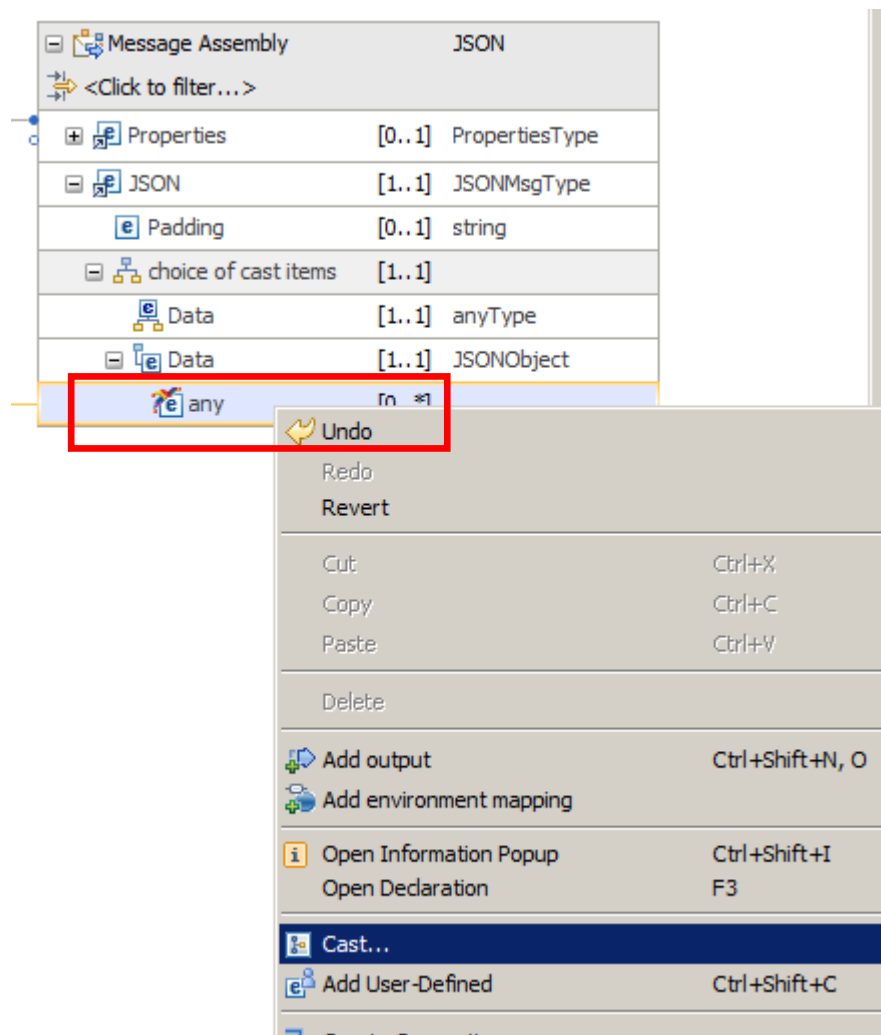 Message Assembly JSON
<Click to filter...>
Properties [0..1] PropertiesType
JSON [1..1] JSONMsgType
Padding [0..1] string
choice of cast items [1..1]
Data [1..1] anyType
Data [1..1] JSONObject
any [0..*]
Undo
Redo
Revert
Cut Ctrl+X
Copy Ctrl+C
Paste Ctrl+V
Delete
Add output Ctrl+Shift+N, O
Add environment mapping
Open Information Popup Ctrl+Shift+I
Open Declaration F3
Cast...
Add User-Defined Ctrl+Shift+C